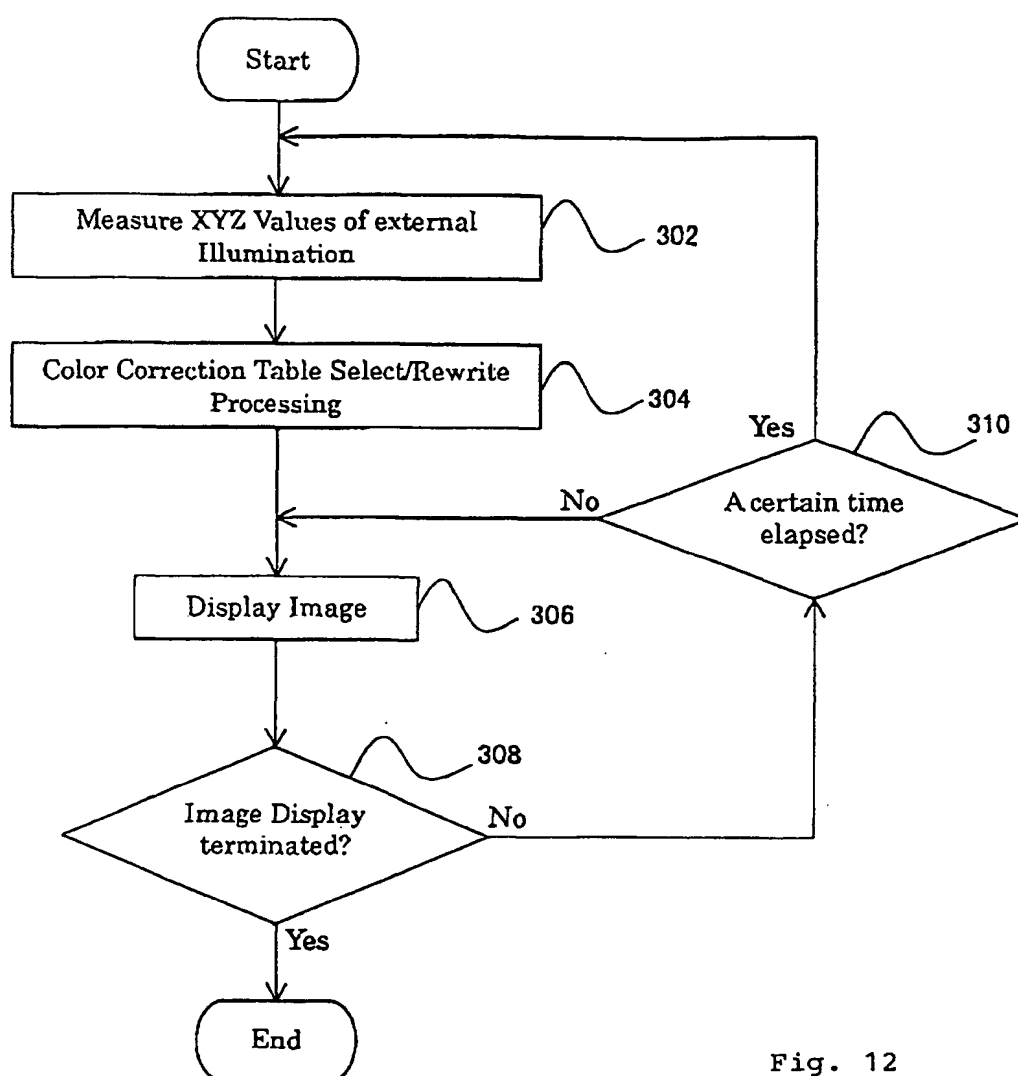 Start
Measure XYZ Values of external
Illumination
302
Color Correction Table Select/Rewrite
Processing
304
Yes
310
No
A certain time
elapsed?
Display Image
306
308
Image Display
terminated?
No
Yes
End
Fig. 12